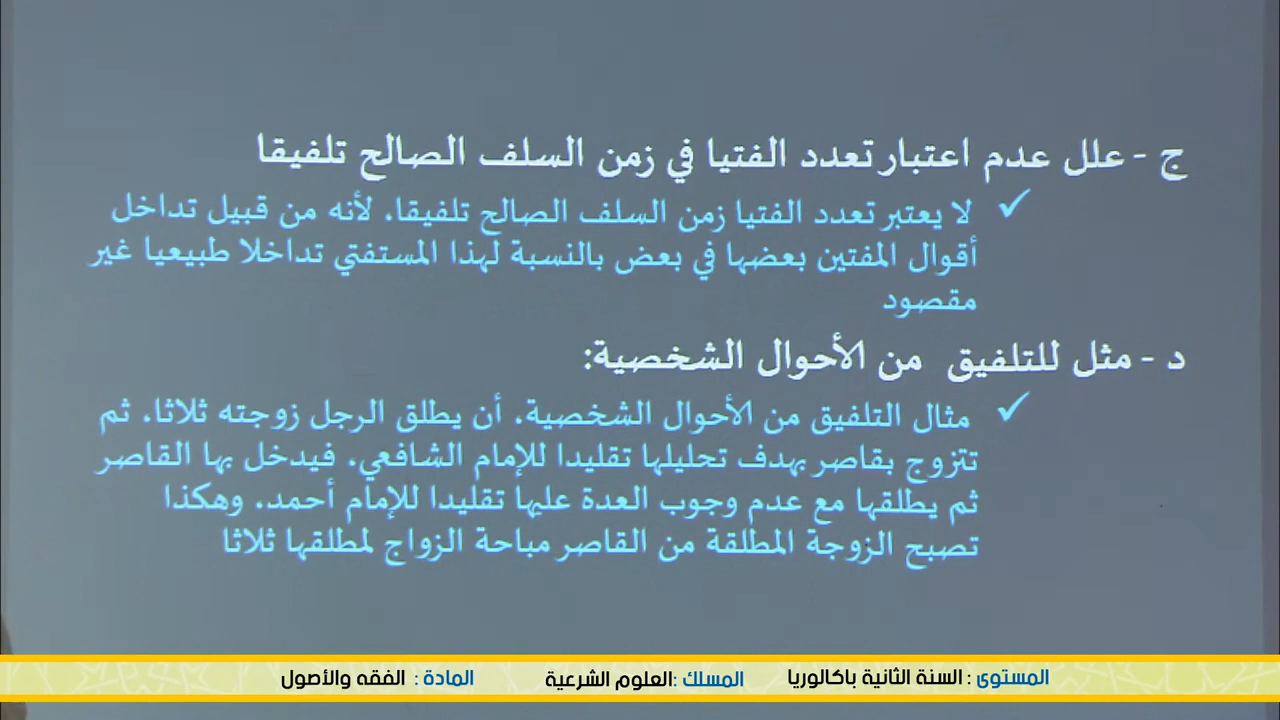 ج - علل عدم اعتبار تعدد الفتيا في زمن السلف الصالح تلفيقا
✓ لا يعتبر تعدد الفتيا زمن السلف الصالح تلفيقا، لأنه من قبيل تداخل
أقوال المفتين بعضها في بعض بالنسبة لهذا المستفتي تداخلا طبيعيا غير
مقصود
د - مثل للتلفيق من الأحوال الشخصية:
✓ مثال التلفيق من الأحوال الشخصية، أن يطلق الرجل زوجته ثلاثا، ثم
تتزوج بقاصر بهدف تحليلها تقليدا للإمام الشافعي، فيدخل بها القاصر
ثم يطلقها مع عدم وجوب العدة عليها تقليدا للإمام أحمد، وهكذا
تصبح الزوجة المطلقة من القاصر مباحة الزواج لمطلقها ثلاثا
المستوى : السنة الثانية باكالوريا المسلك :العلوم الشرعية المادة : الفقه والأصول